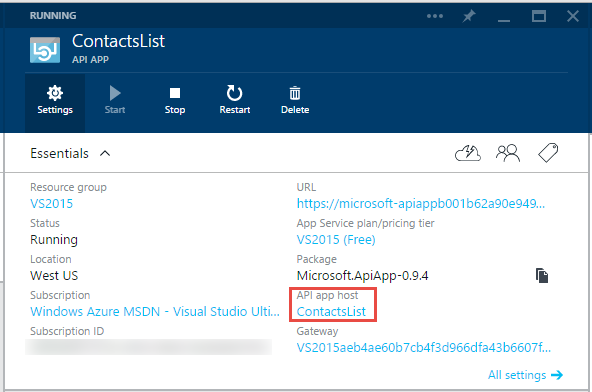 RUNNING
ContactsList
API APP
Settings
Start
Stop
Restart
Delete
Essentials
Resource group
VS2015
URL
https://microsoft-apiappb001b62a90e949...
Status
Running
App Service plan/pricing tier
VS2015 (Free)
Location
West US
Package
Microsoft.ApiApp-0.9.4
Subscription
Windows Azure MSDN - Visual Studio Ulti...
API app host
ContactsList
Subscription ID
Gateway
VS2015aeb4ae60b7cb4f3d966dfa43b6607f...
All settings